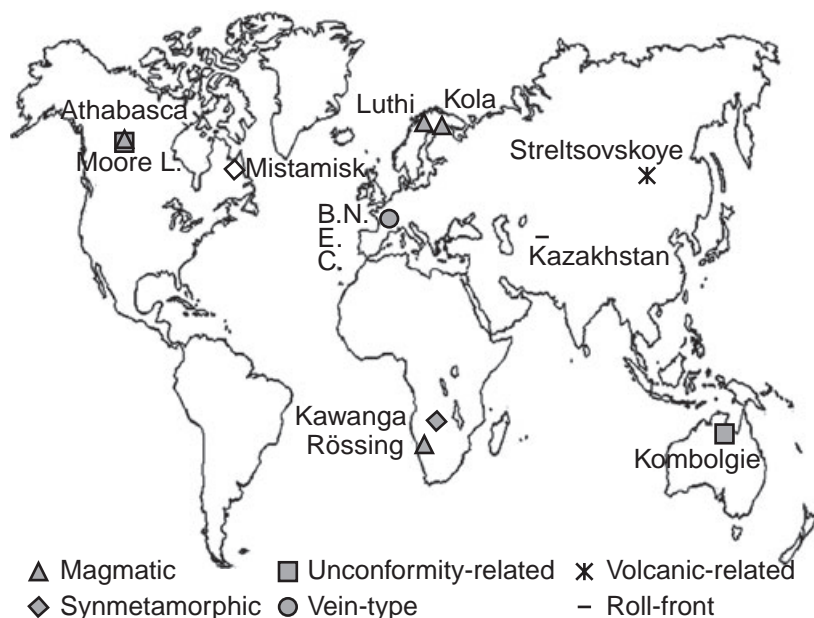 Athabasca
Moore L.
Mistamisk
Luthi
Kola
Streltsovskoye
B.N.
E.
C.
Kazakhstan
Kawanga
Rössing
Kombolgie
Magmatic
Unconformity-related
Volcanic-related
Synmetamorphic
Vein-type
Roll-front